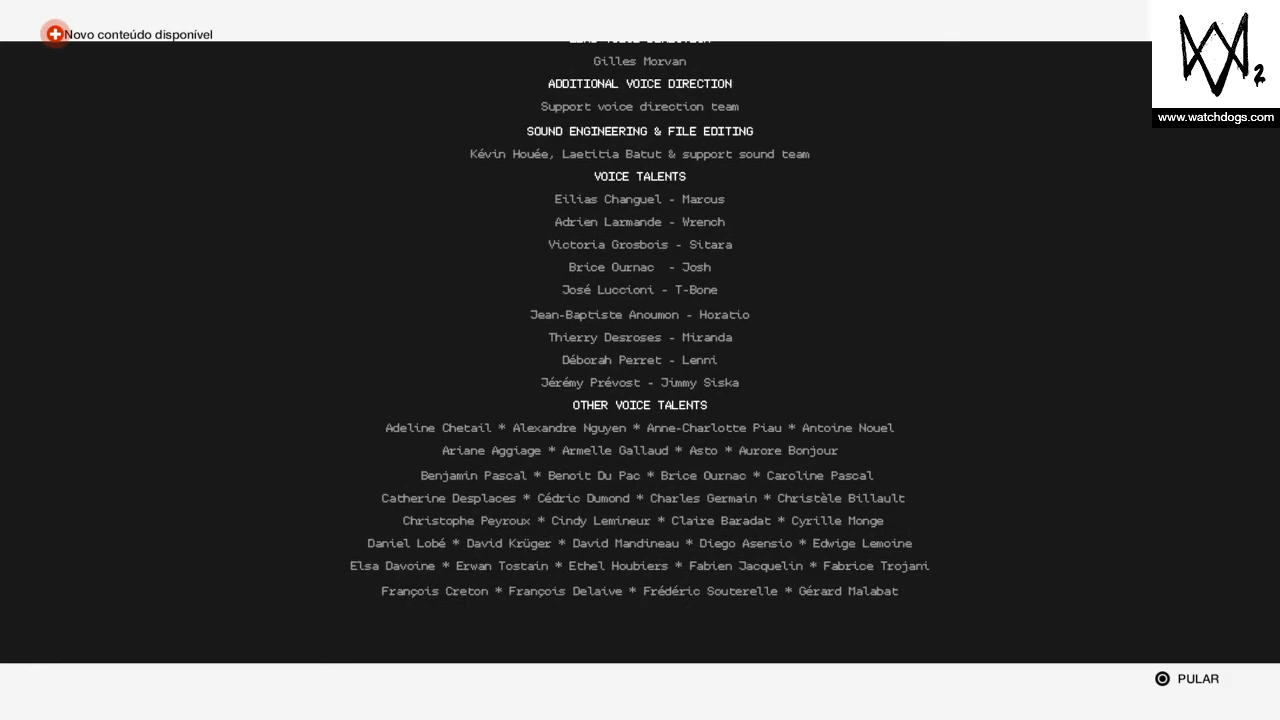 Novo conteúdo disponível
Gilles Morvan
ADDITIONAL VOICE DIRECTION
Support voice direction team
SOUND ENGINEERING & FILE EDITING
Kévin Houée, Laetitia Batut & support sound team
VOICE TALENTS
Eilias Changuel - Marcus
Adrien Larmande - Wrench
Victoria Grosbois - Sitara
Brice Ournac - Josh
José Luccioni - T-Bone
Jean-Baptiste Anoumon - Horatio
Thierry Desroses - Miranda
Déborah Perret - Lenni
Jérémy Prévost - Jimmy Siska
OTHER VOICE TALENTS
Adeline Chetail * Alexandre Nguyen * Anne-Charlotte Piau * Antoine Nouel
Ariane Aggiage * Armelle Gallaud * Asto * Aurore Bonjour
Benjamin Pascal * Benoit Du Pac * Brice Ournac * Caroline Pascal
Catherine Desplaces * Cédric Dumond * Charles Germain * Christèle Billault
Christophe Peyroux * Cindy Lemineur * Claire Baradat * Cyrille Monge
Daniel Lobé * David Krüger * David Mandineau * Diego Asensio * Edwige Lemoine
Elsa Davoine * Erwan Tostain * Ethel Houbiers * Fabien Jacquelin * Fabrice Trojani
François Creton * François Delaive * Frédéric Souterelle * Gérard Malabat
2
www.watchdogs.com
PULAR